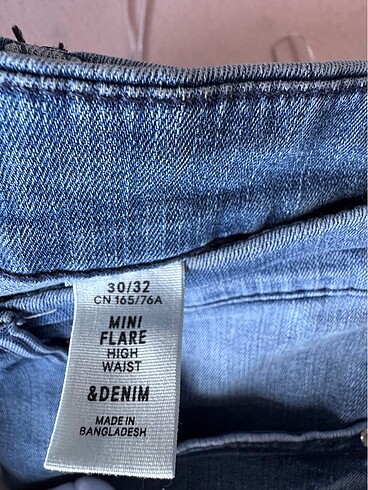 30/32
CN 165/76A
MINI
FLARE
HIGH
WAIST
&DENIM
MADE IN
BANGLADESH